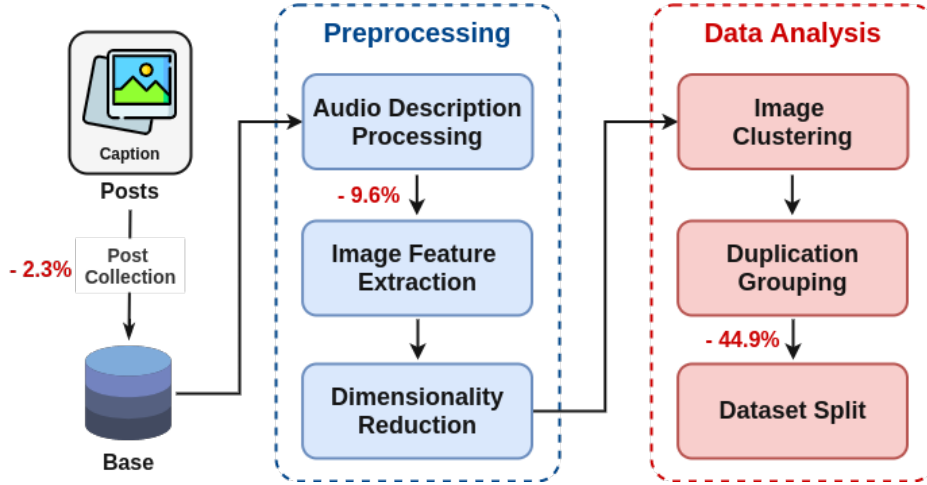 Caption
Posts
- 2.3%
Post
Collection
Base
Preprocessing
Audio Description
Processing
- 9.6%
Image Feature
Extraction
Dimensionality
Reduction
Data Analysis
Image
Clustering
Duplication
Grouping
- 44.9%
Dataset Split